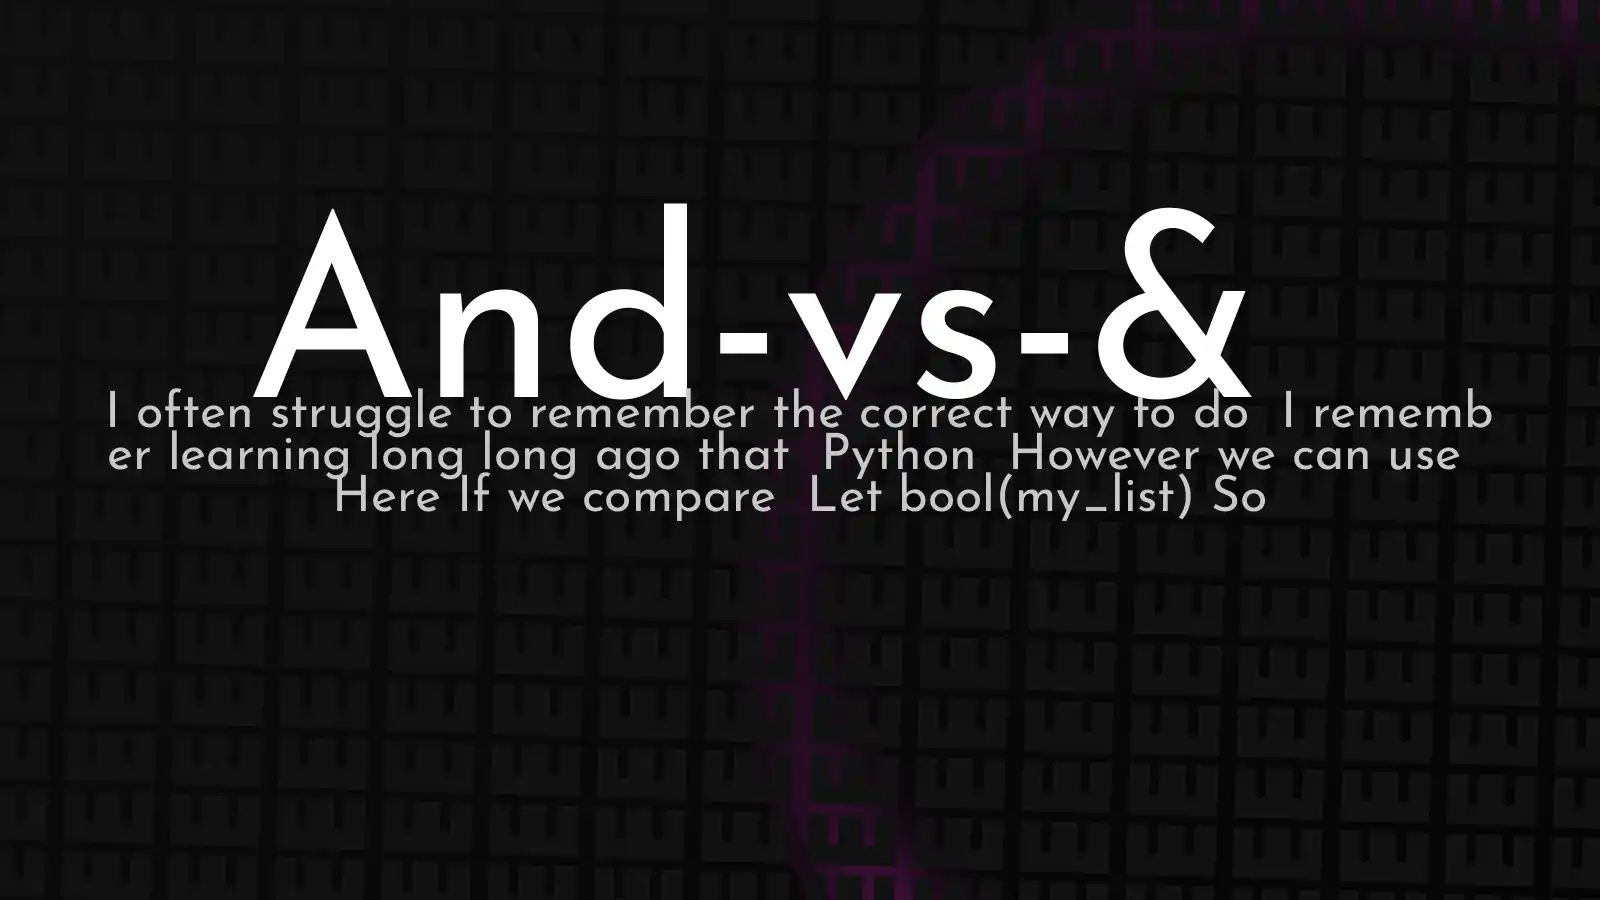 And-vs-&
I often struggle to remember the correct way to do  I rememb
er learning long long ago that  Python  However we can use
Here If we compare  Let bool(my_list) So